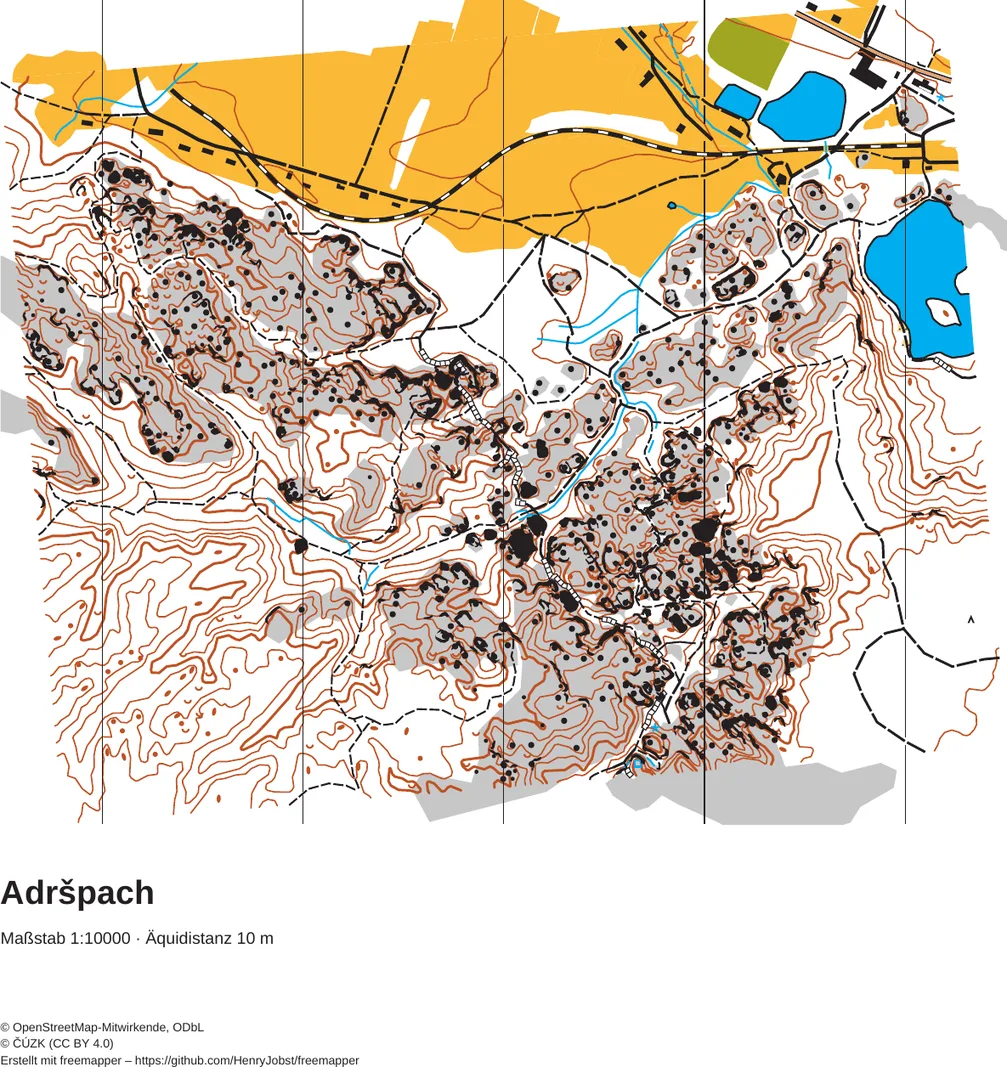 Adršpach
Maßstab 1:10000 · Äquidistanz 10 m
© OpenStreetMap-Mitwirkende, ODbL
© ČÚZK (CC BY 4.0)
Erstellt mit freemapper – https://github.com/HenryJobst/freemapper